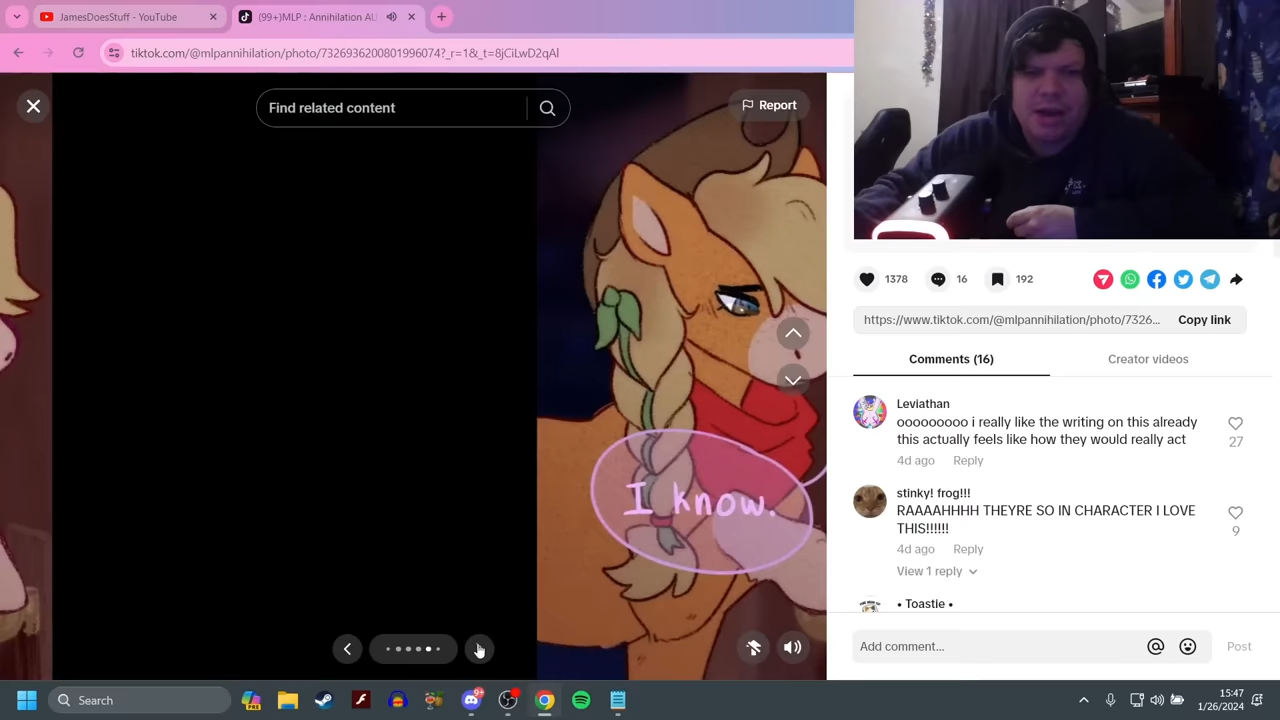 JamesDoesStuff - YouTube
(99+)MLP : Annihilation AU
tiktok.com/@mlpannihilation/photo/7326936200801996074?_r=1&_t=8jCiLwD2qAl
Find related content
Report
I know.
1378
16
192
https://www.tiktok.com/@mlpannihilation/photo/7326...
Copy link
Comments (16)
Creator videos
Leviathan
ooooooooo i really like the writing on this already
this actually feels like how they would really act
27
4d ago
Reply
stinky! frog!!!
RAAAAHHHH THEYRE SO IN CHARACTER I LOVE
THIS!!!!!!
9
4d ago
Reply
View 1 reply
• Toastie •
Add comment...
Post
Search
PRE
9+
15:47
1/26/2024